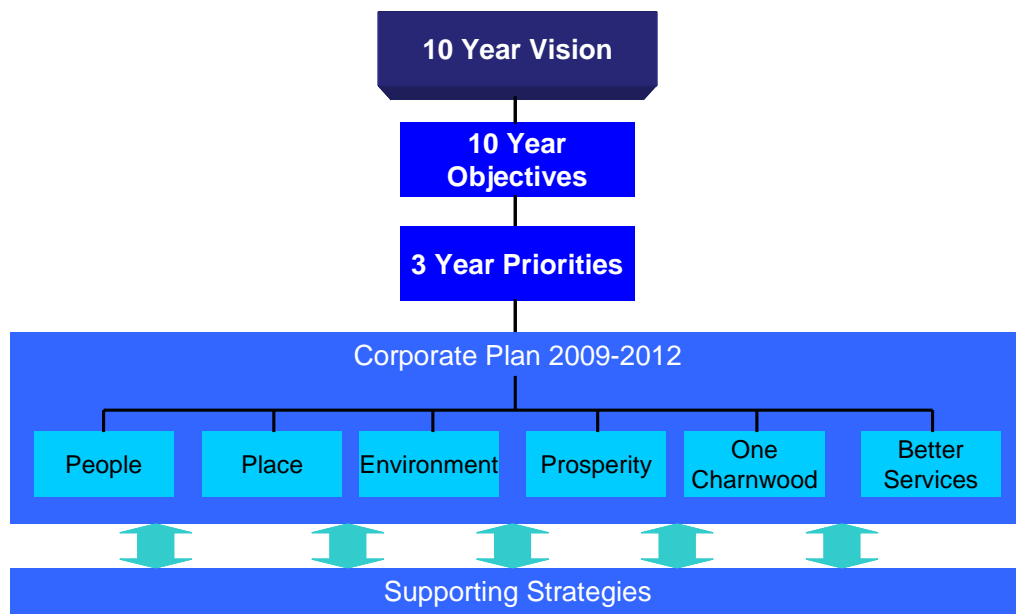 10 Year Vision
10 Year
Objectives
3 Year Priorities
Corporate Plan 2009-2012
People
Place
Environment
Prosperity
One
Charnwood
Better
Services
Supporting Strategies